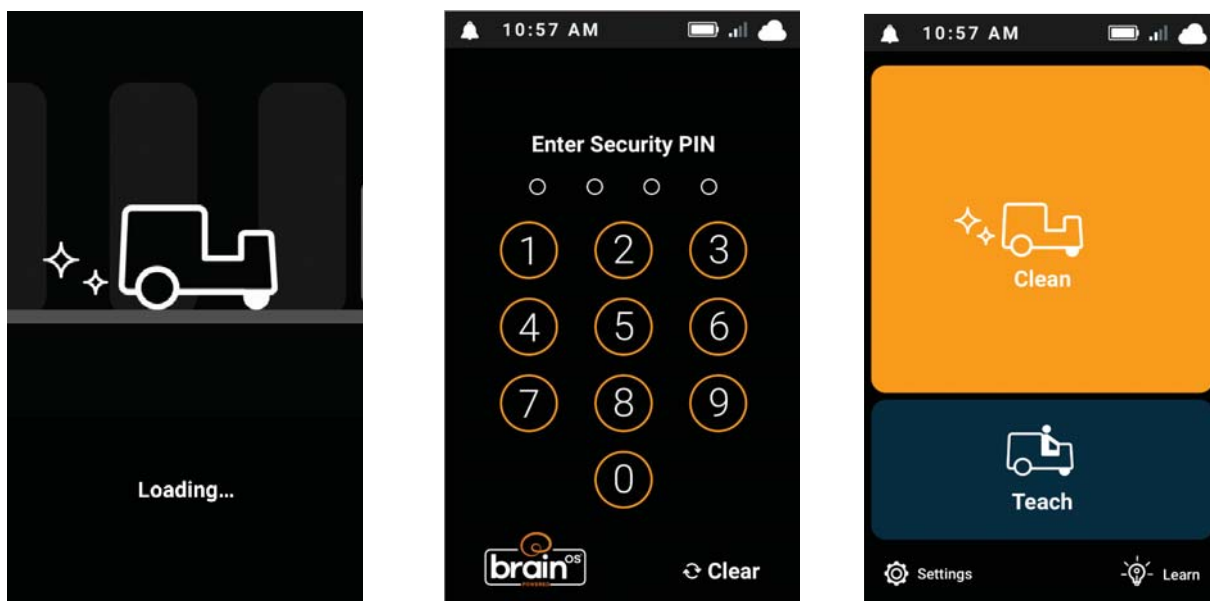 Loading...
10:57 AM
Enter Security PIN
1 2 3
4 5 6
7 8 9
0
brain OS
POWERED
Clear
10:57 AM
Clean
Teach
Settings
Learn